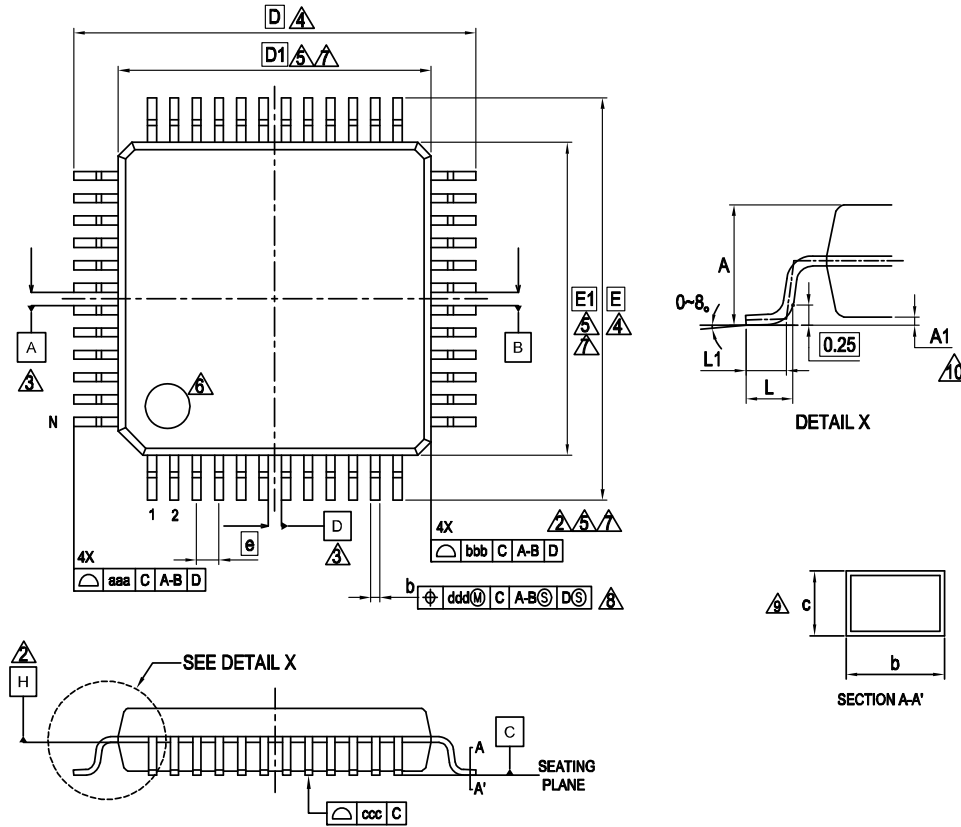 D 4
D1 5 7
E1 E
5 4
7
A
3
B
6
N
1 2
e
D
3
2 5 7
4X
bbb C A-B D
4X
aaa C A-B D
b
ddd Ⓜ C A-B Ⓢ D Ⓢ 8
A
0~8°
L1
L
0.25
A1
10
DETAIL X
9 c
b
SECTION A-A'
2
H
SEE DETAIL X
A
A'
C
SEATING
PLANE
ccc C